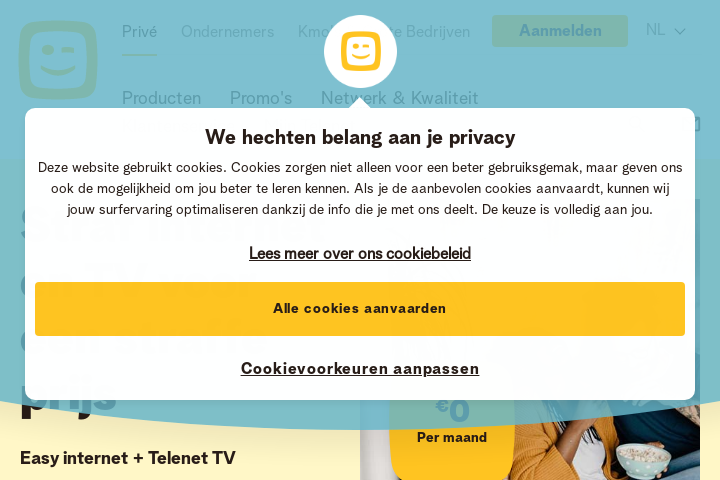 Privé
Ondernemers
Aanmelden
NL
Producten
Promo's
Netwerk & Kwaliteit
We hechten belang aan je privacy
Deze website gebruikt cookies. Cookies zorgen niet alleen voor een beter gebruiksgemak, maar geven ons
ook de mogelijkheid om jou beter te leren kennen. Als je de aanbevolen cookies aanvaardt, kunnen wij
jouw surfervaring optimaliseren dankzij de info die je met ons deelt. De keuze is volledig aan jou.
Lees meer over ons cookiebeleid
Alle cookies aanvaarden
Cookievoorkeuren aanpassen
prijs
€0
Per maand
Easy internet + Telenet TV